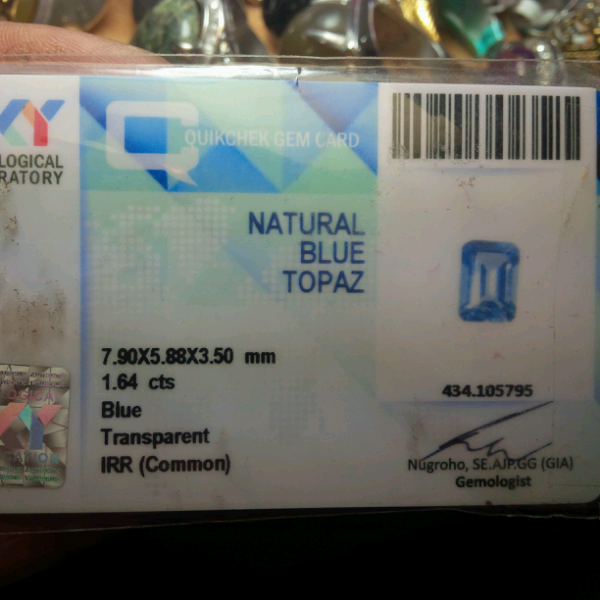 LOGICAL
RATORY
QUIKCHEK GEM CARD
NATURAL
BLUE
TOPAZ
7.90X5.88X3.50 mm
1.64 cts
Blue
Transparent
IRR (Common)
434.105795
Nugroho, SE.AJP.GG (GIA)
Gemologist